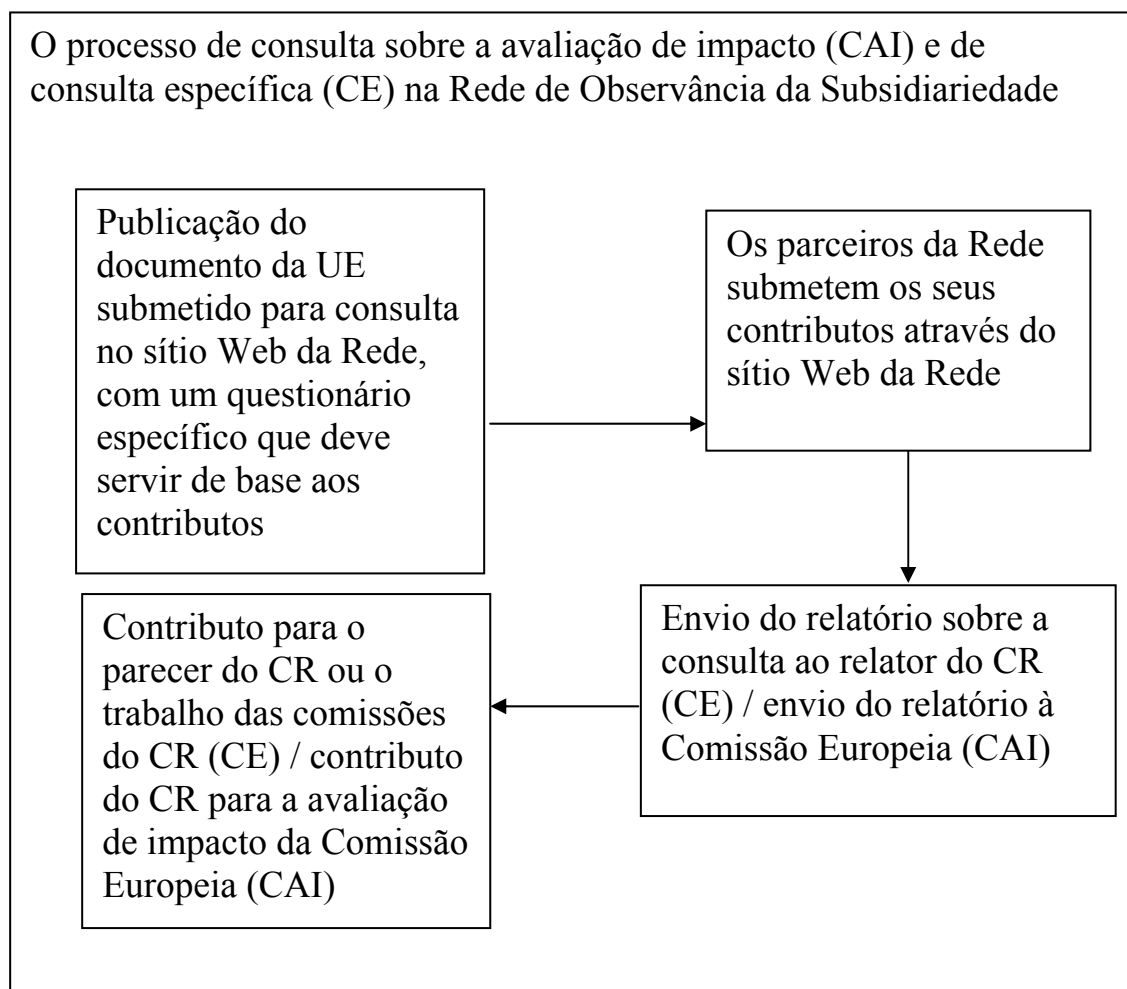 O processo de consulta sobre a avaliação de impacto (CAI) e de
consulta específica (CE) na Rede de Observância da Subsidiariedade
Publicação do
documento da UE
submetido para consulta
no sítio Web da Rede,
com um questionário
específico que deve
servir de base aos
contributos
Os parceiros da Rede
submetem os seus
contributos através do
sítio Web da Rede
Envio do relatório sobre a
consulta ao relator do CR
(CE) / envio do relatório à
Comissão Europeia (CAI)
Contributo para o
parecer do CR ou o
trabalho das comissões
do CR (CE) / contributo
do CR para a avaliação
de impacto da Comissão
Europeia (CAI)